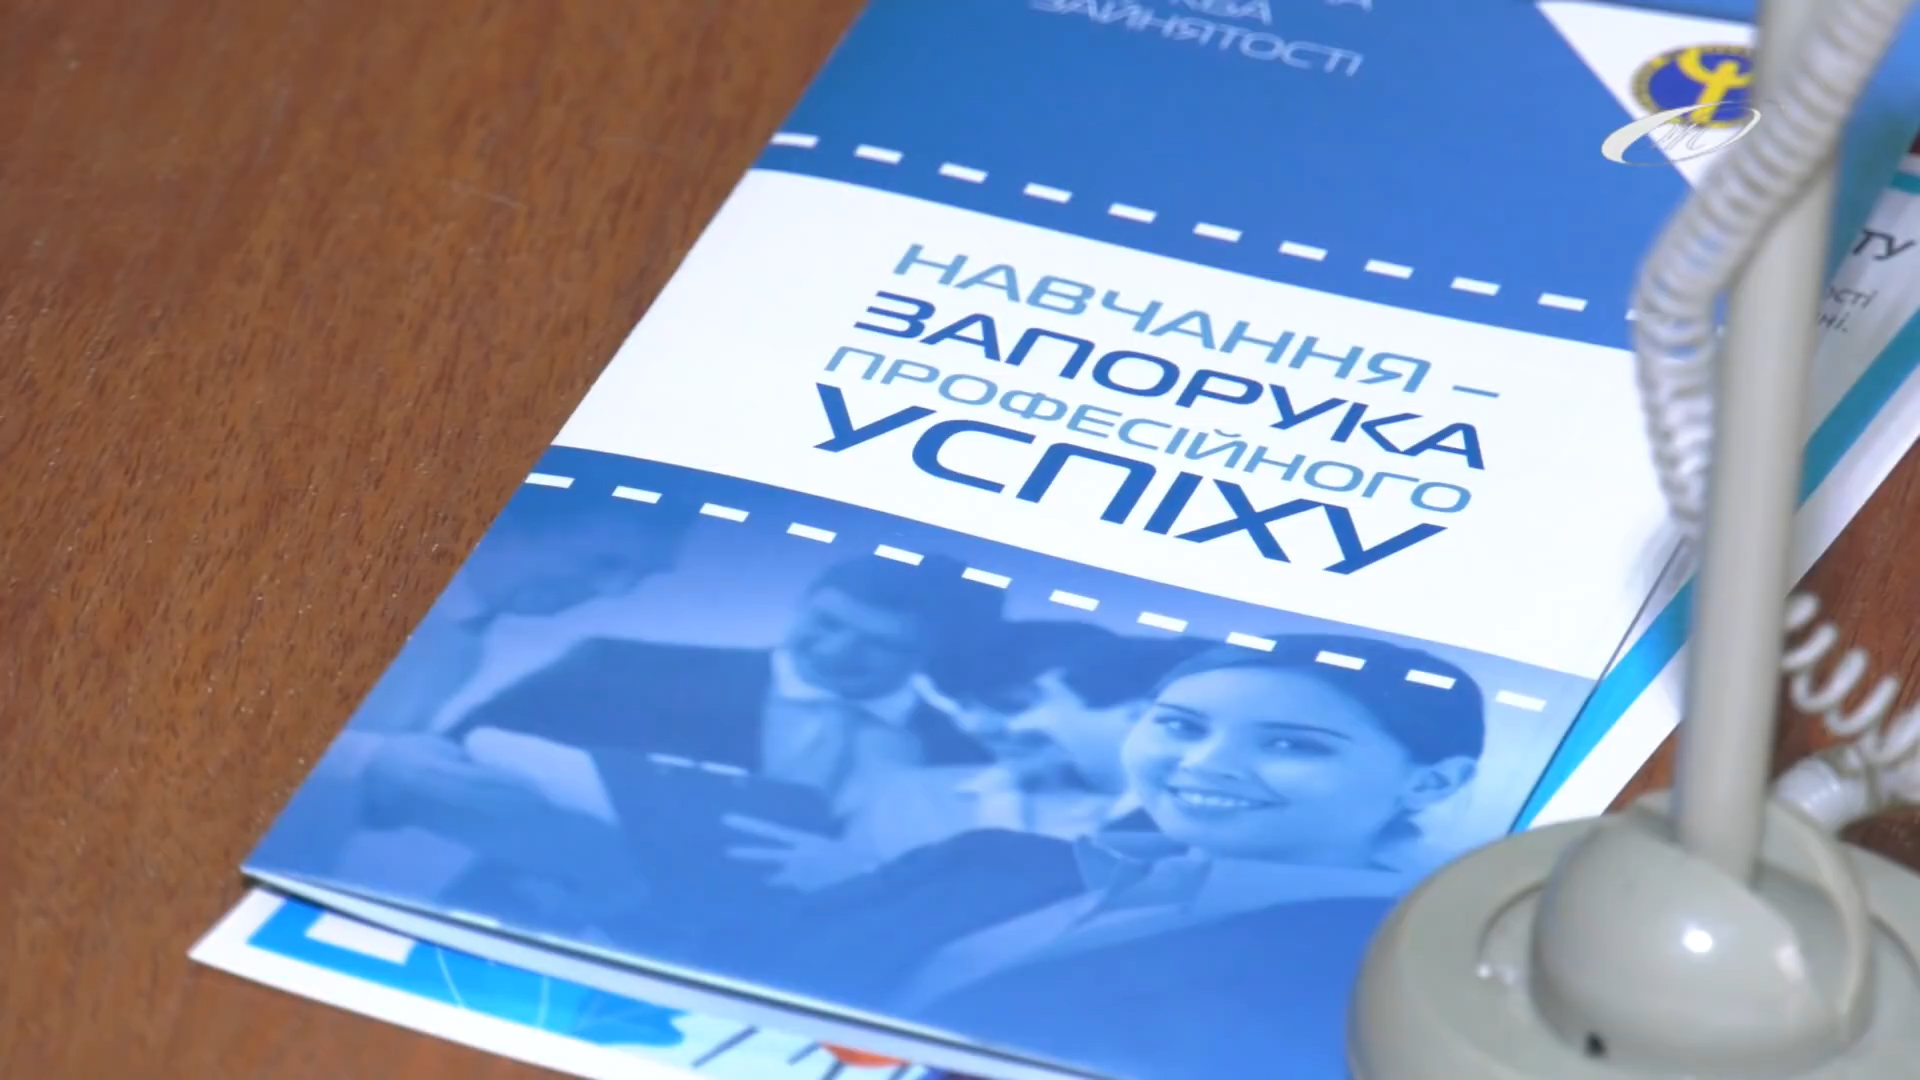 ЗАЙНЯТОСТІ
НАВЧАННЯ –
ЗАПОРУКА
ПРОФЕСІЙНОГО
УСПІХУ